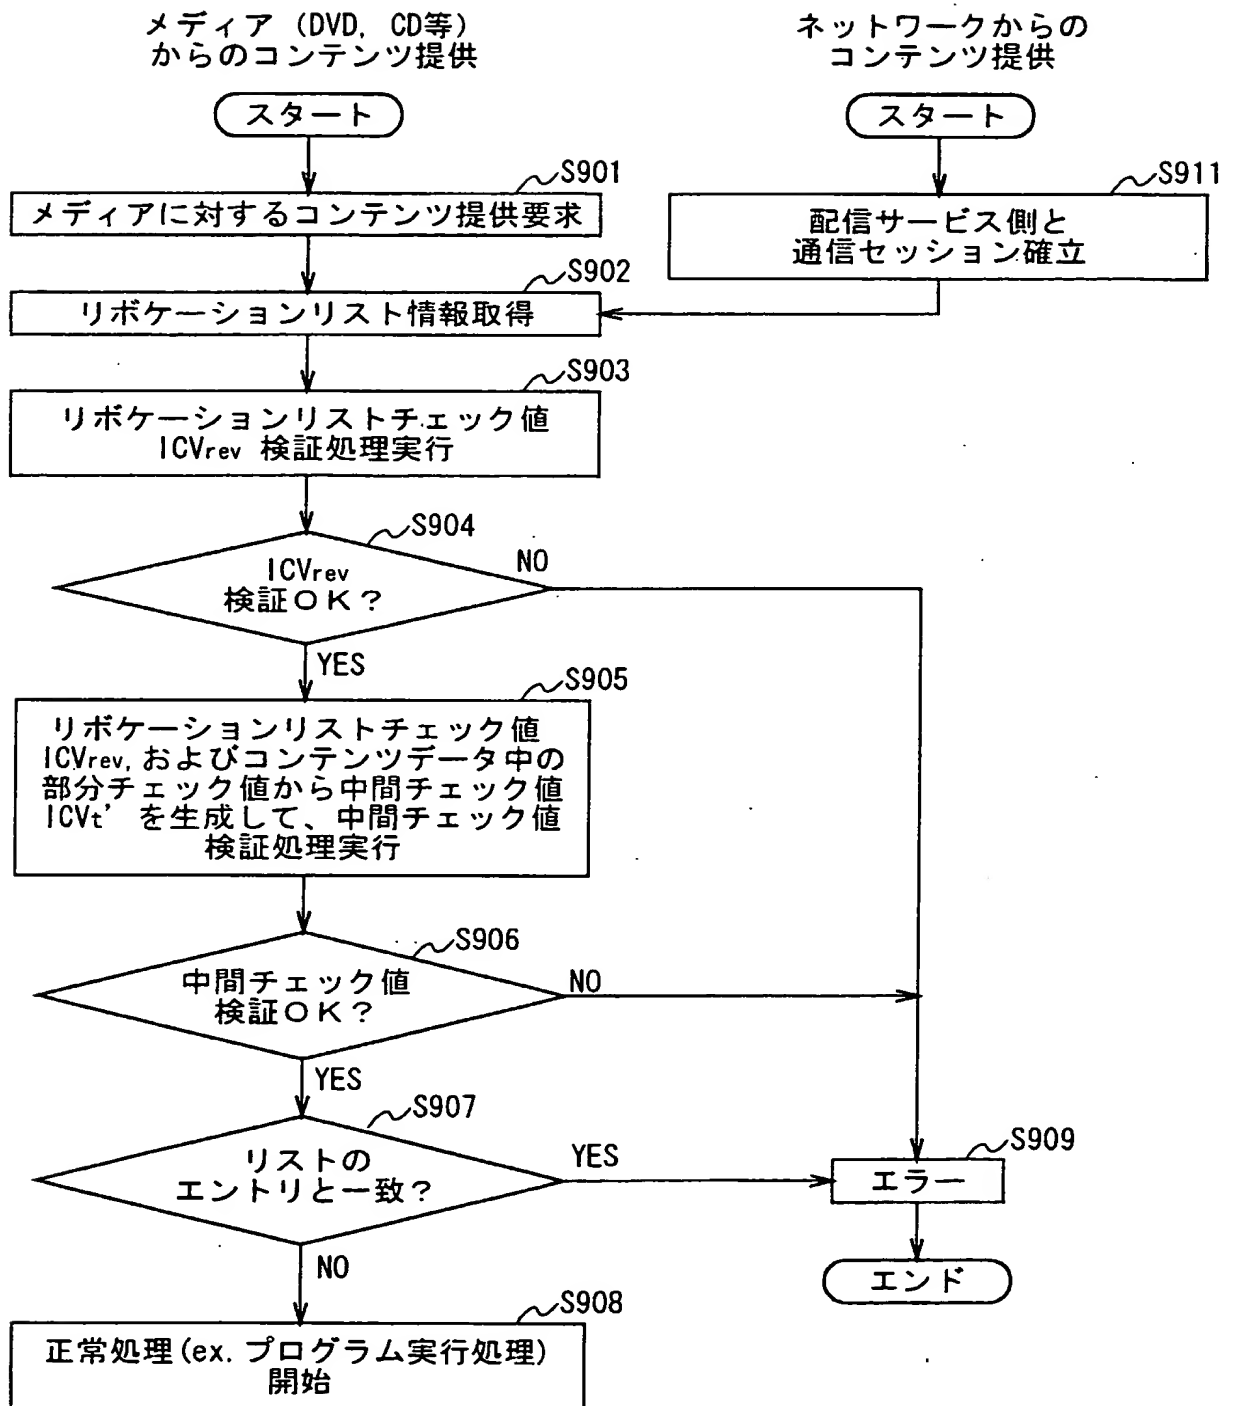 メディア (DVD, CD等)
からのコンテンツ提供
ネットワークからの
コンテンツ提供
スタート
スタート
S901
メディアに対するコンテンツ提供要求
S911
配信サービス側と
通信セッション確立
S902
リボケーションリスト情報取得
S903
リボケーションリストチェック値
ICVrev 検証処理実行
S904
ICVrev
検証OK?
NO
YES
S905
リボケーションリストチェック値
ICVrev, およびコンテンツデータ中の
部分チェック値から中間チェック値
ICVt' を生成して、中間チェック値
検証処理実行
S906
中間チェック値
検証OK?
NO
YES
S907
リストの
エントリと一致?
YES
NO
S909
エラー
エンド
S908
正常処理(ex.プログラム実行処理)
開始